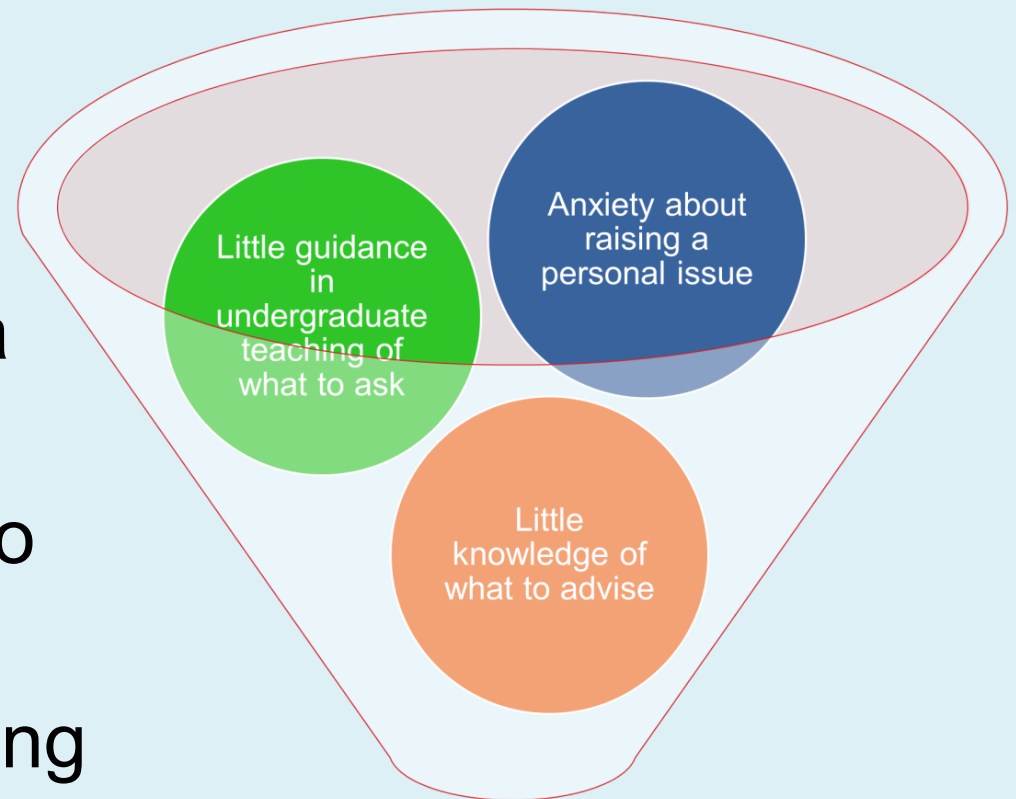 Little guidance
in
undergraduate
teaching of
what to ask
Anxiety about
raising a
personal issue
Little
knowledge of
what to advise